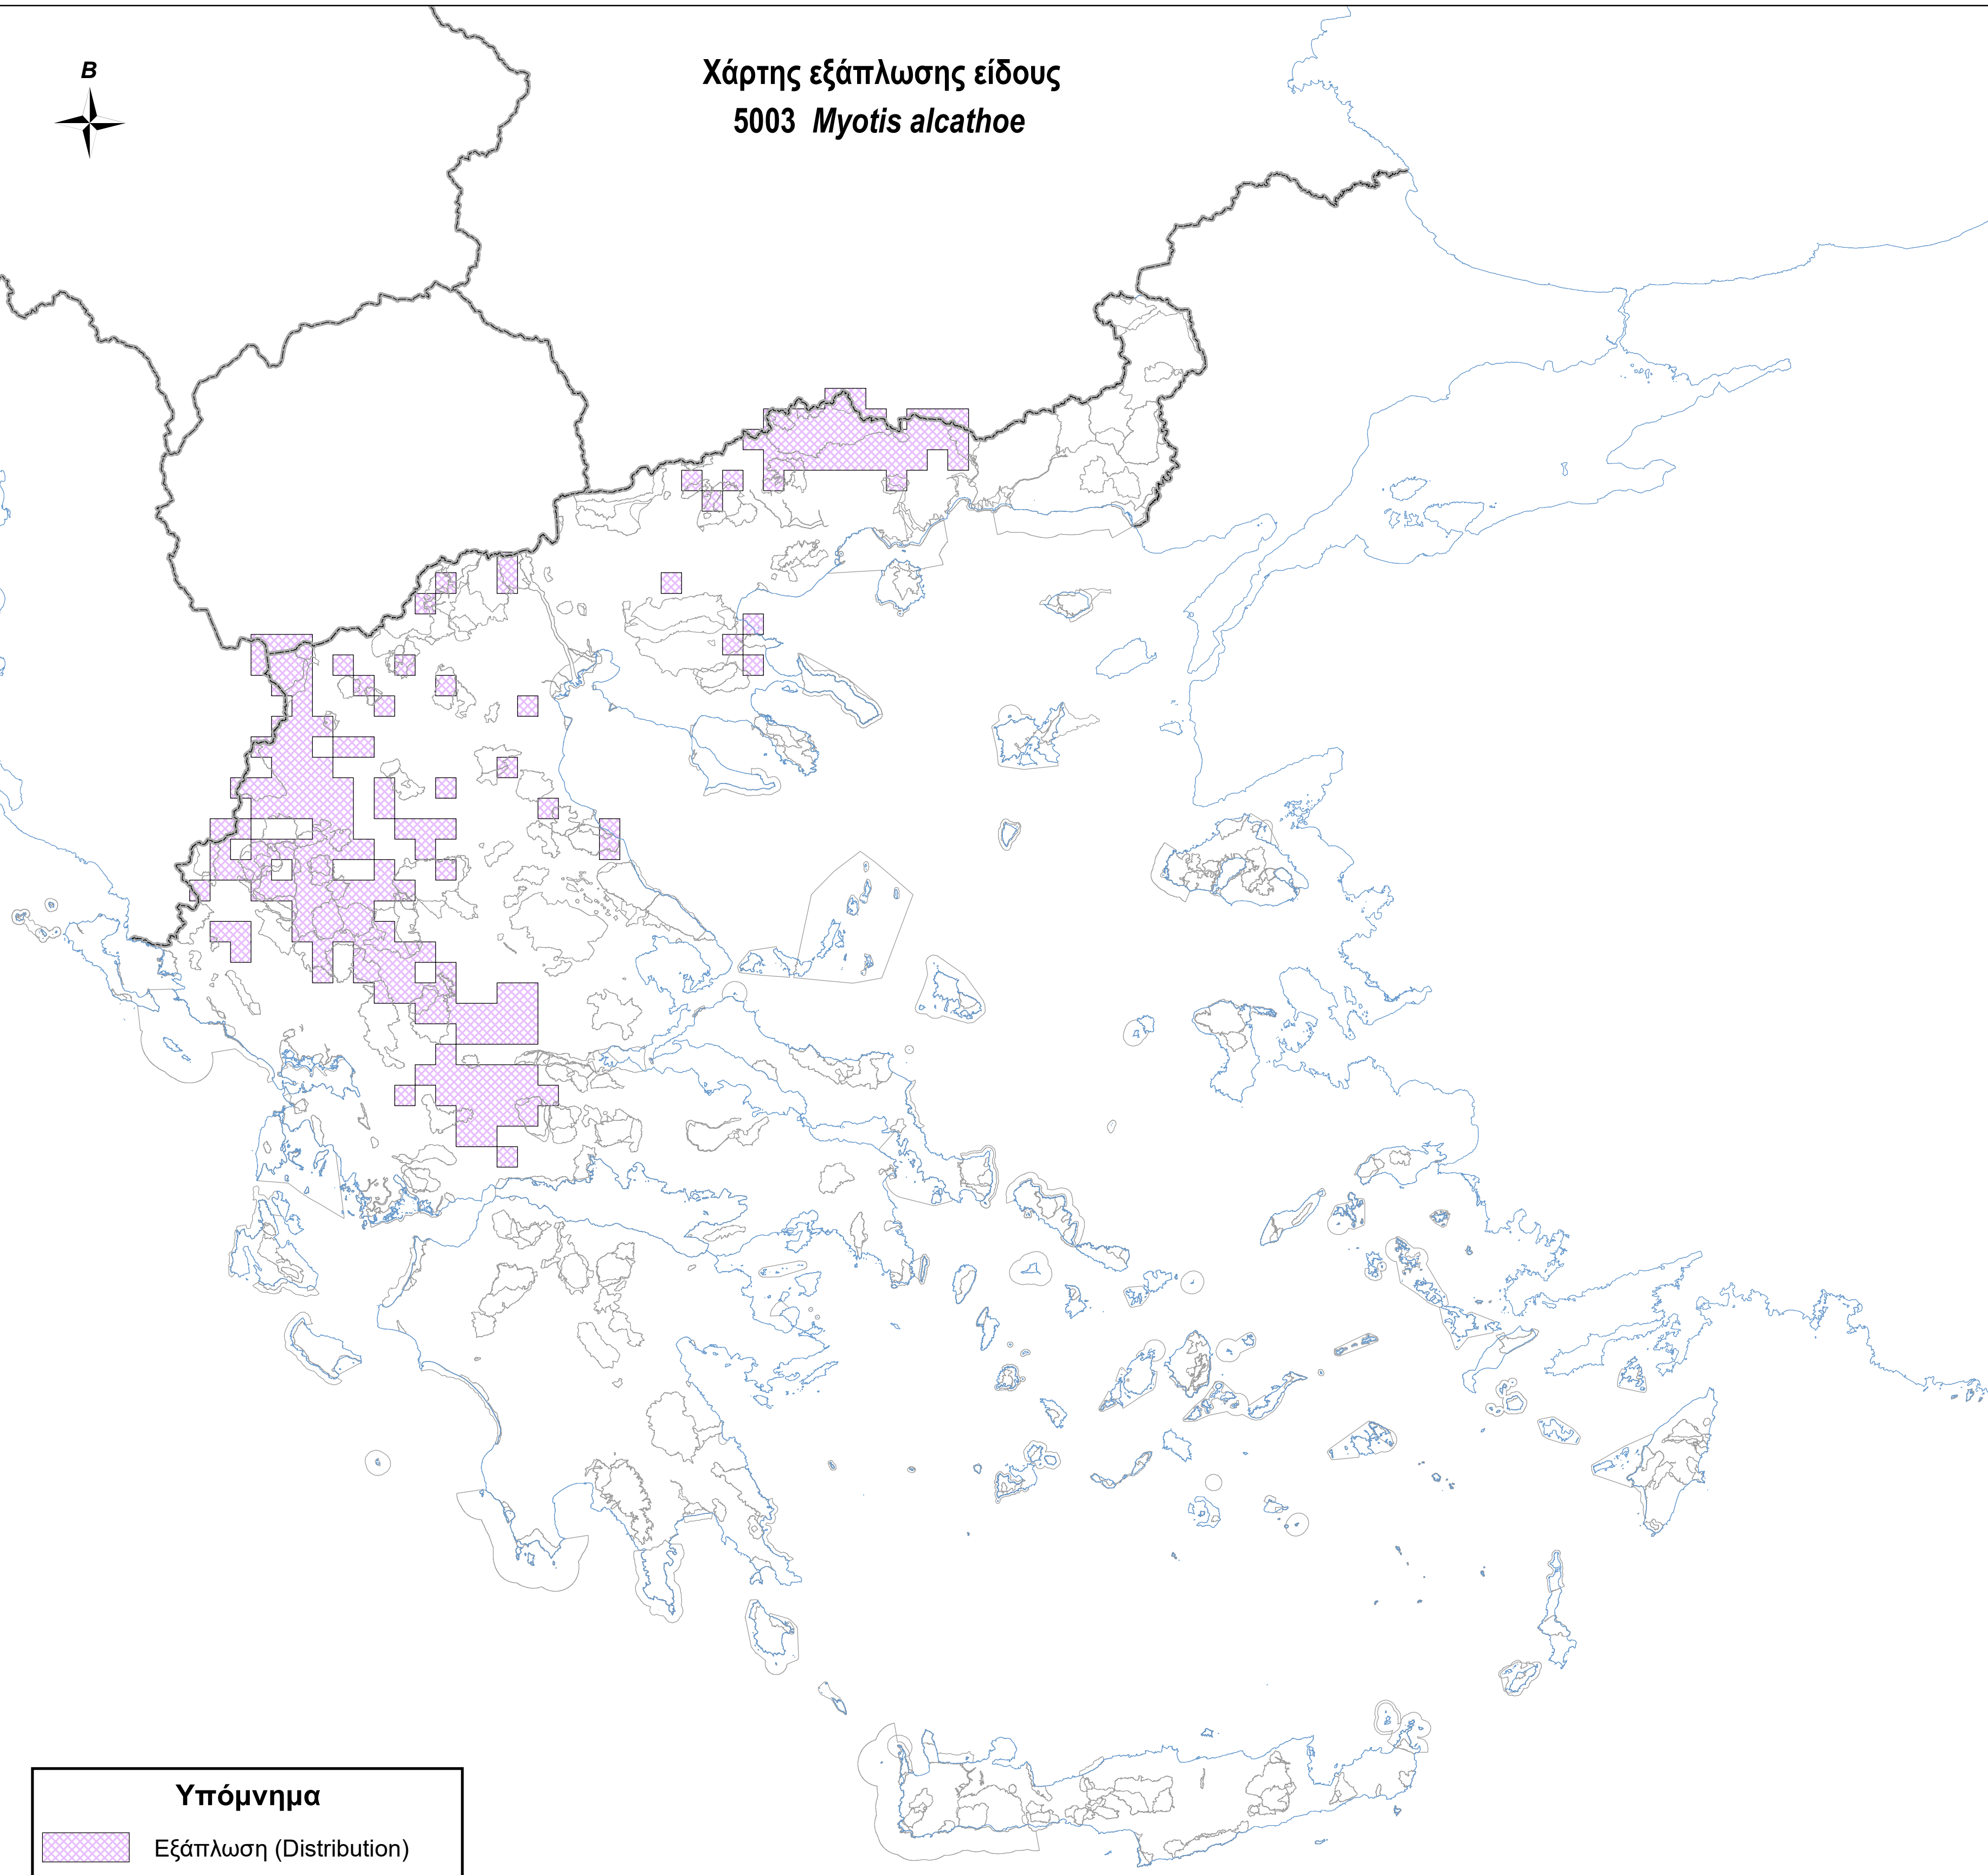 Β
Χάρτης εξάπλωσης είδους
5003 Myotis alcathoe
Υπόμνημα
Εξάπλωση (Distribution)